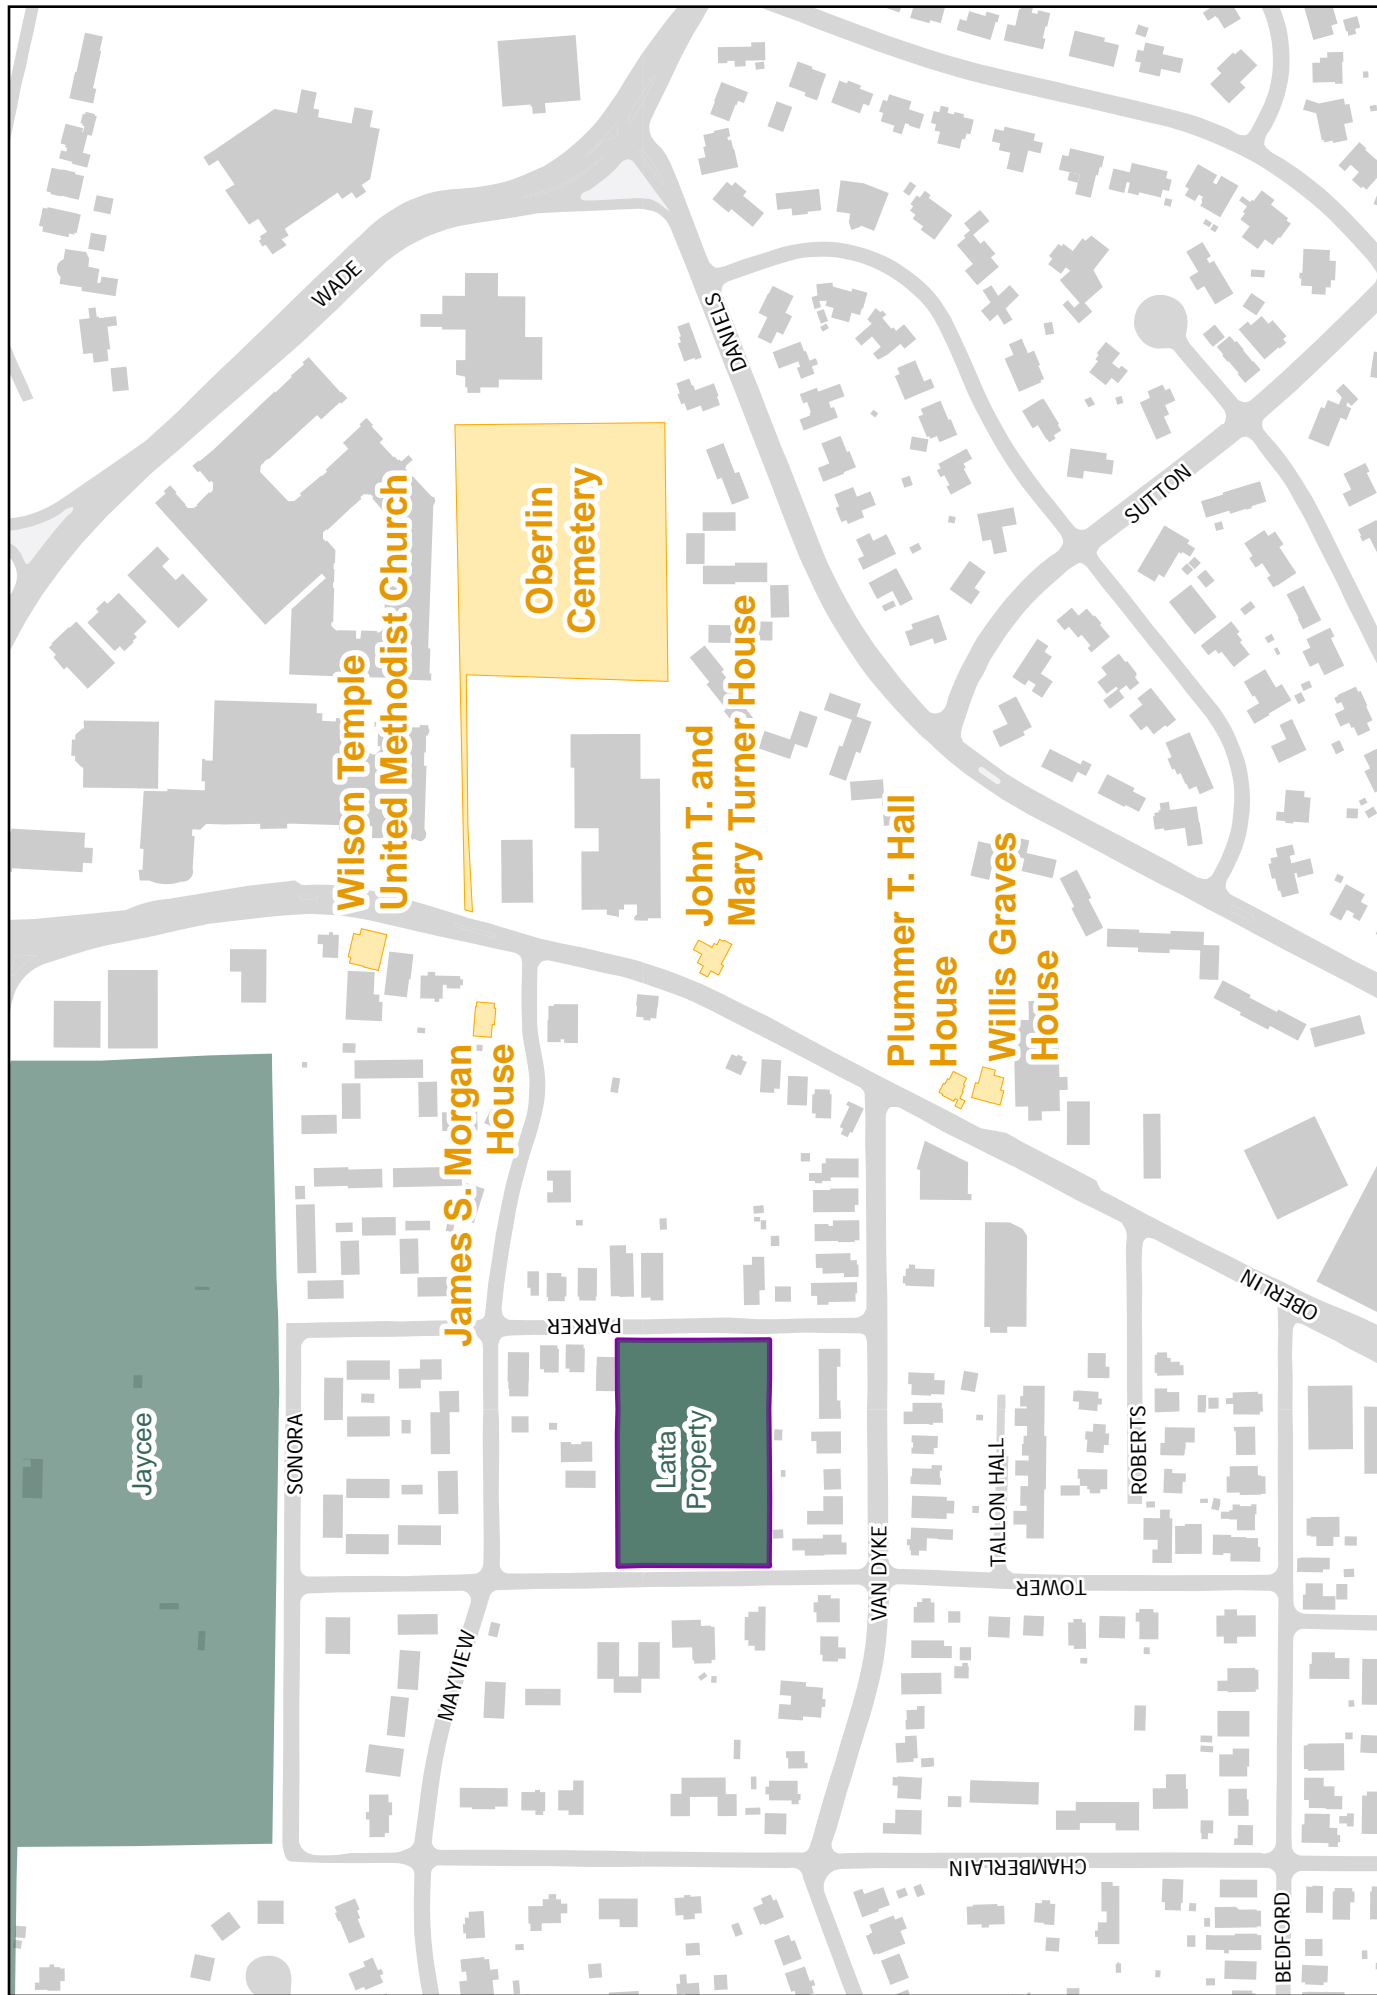 Jaycee
SONORA
MAYVIEW
James S. Morgan
House
Wilson Temple
United Methodist Church
WADE
Oberlin
Cemetery
PARKER
Latta
Property
John T. and
Mary Turner House
DANIELS
VAN DYKE
Plummer T. Hall
House
Willis Graves
House
TALLON HALL
TOWER
CHAMBERLAIN
ROBERTS
SUTTON
OBERLIN
BEDFORD